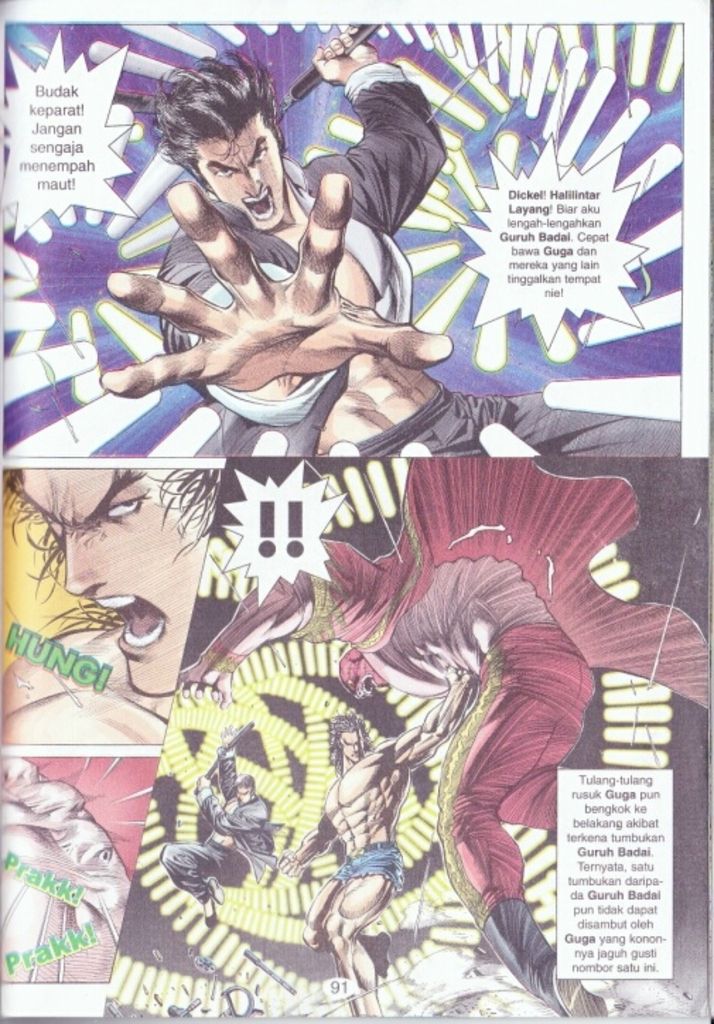 Budak
keparat!
Jangan
sengaja
menempah
maut!
Dickel! Halilintar
Layang! Biar aku
lengah-lengahkan
Guruh Badai. Cepat
bawa Guga dan
mereka yang lain
tinggalkan tempat
nie!
!!
HUNG!
Prakk!
Prakk!
Tulang-tulang
rusuk Guga pun
bengkok ke
belakang akibat
terkena tumbukan
Guruh Badai.
Ternyata, satu
tumbukan daripa-
da Guruh Badai
pun tidak dapat
disambut oleh
Guga yang konon-
nya jaguh gusti
nombor satu ini.
91